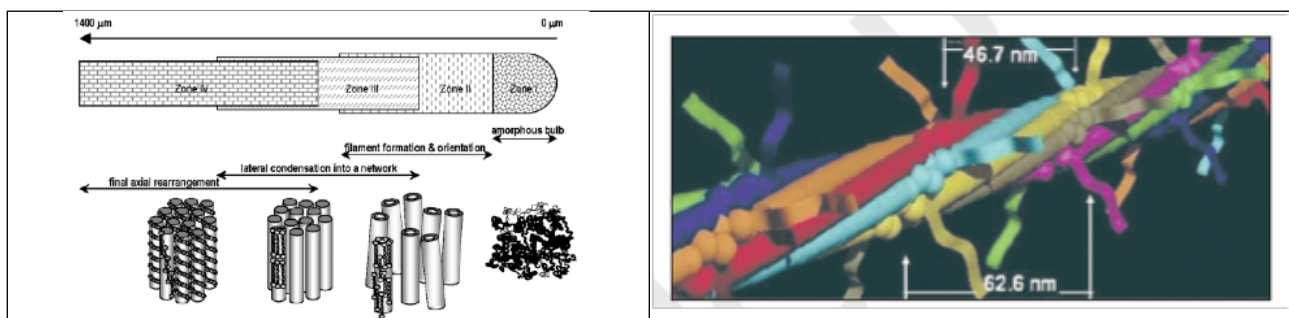 1400 µm
0 µm
Zone IV
Zone III
Zone II
Zone I
amorphous bulb
filament formation & orientation
lateral condensation into a network
final axial rearrangement
46.7 nm
62.6 nm